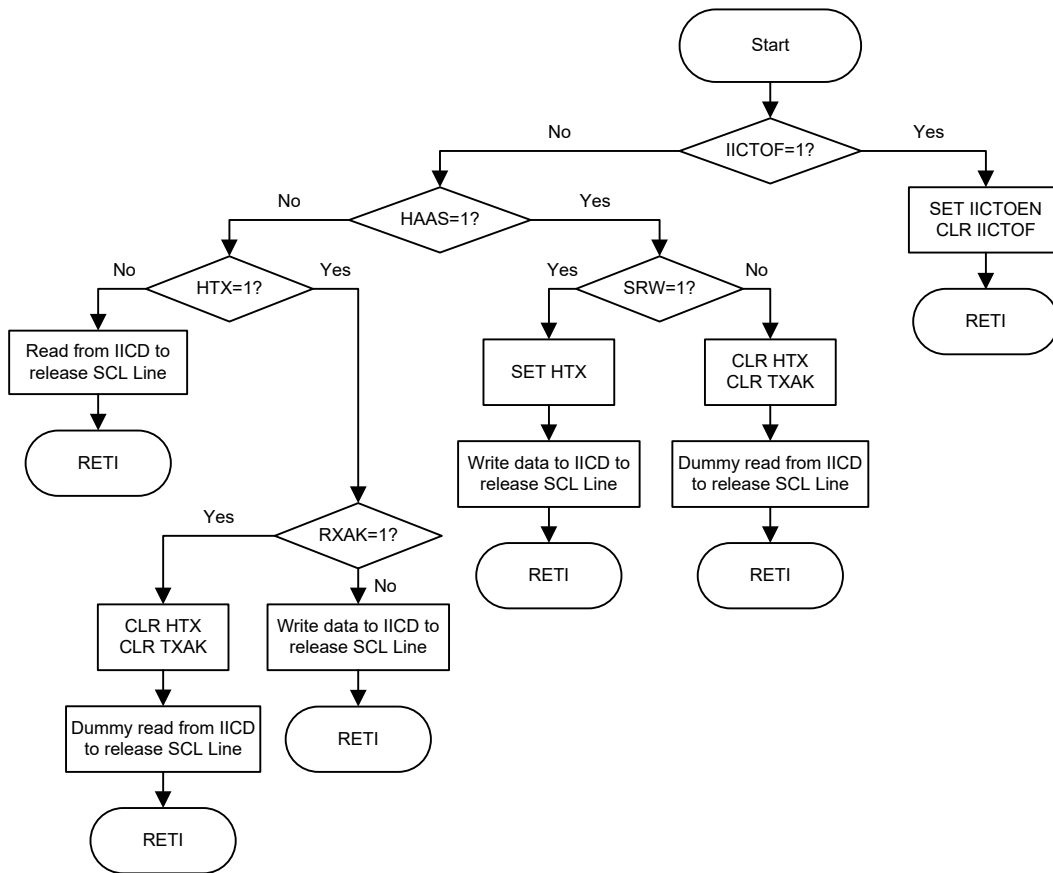 Start
No
Yes
IICTOF=1?
No
Yes
HAAS=1?
SET IICTOEN
CLR IICTOF
No
Yes
Yes
No
HTX=1?
SRW=1?
RETI
Read from IICD to
release SCL Line
SET HTX
CLR HTX
CLR TXAK
RETI
Write data to IICD to
release SCL Line
Dummy read from IICD
to release SCL Line
Yes
RXAK=1?
RETI
RETI
No
CLR HTX
CLR TXAK
Write data to IICD to
release SCL Line
Dummy read from IICD
to release SCL Line
RETI
RETI